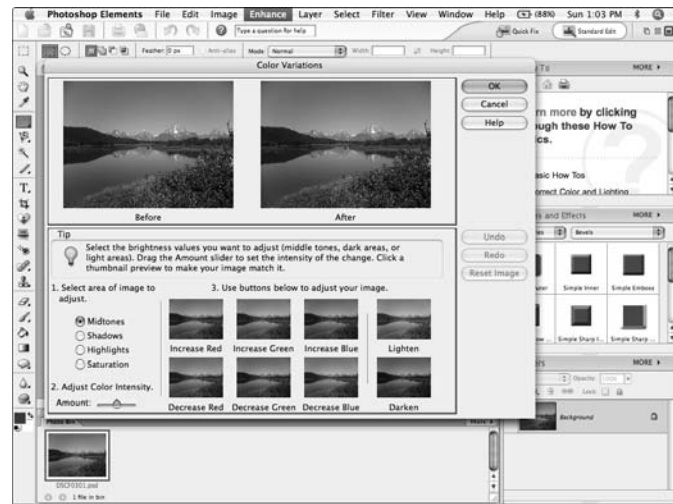 Photoshop Elements File Edit Image Enhance Layer Select Filter View Window Help (88%) Sun 1:03 PM
Type a question for help
Quick Fix
Standard Edit
Feather: 0 px
Anti-alias
Mode: Normal
Width:
Height:
Color Variations
To
MORE
OK
Cancel
Help
rn more by clicking
ough these How To
ics.
asic How Tos
orrect Color and Lighting...
Before
After
Tip
Select the brightness values you want to adjust (middle tones, dark areas, or
light areas). Drag the Amount slider to set the intensity of the change. Click a
thumbnail preview to make your image match it.
Undo
Redo
Reset Image
es and Effects
MORE
Bevels
Simple Inner
Simple Emboss
1. Select area of image to
adjust.
Midtones
Shadows
Highlights
Saturation
2. Adjust Color Intensity.
Amount:
3. Use buttons below to adjust your image.
Increase Red
Increase Green
Increase Blue
Lighten
Decrease Red
Decrease Green
Decrease Blue
Darken
Simple Sharp I...
Simple Sharp ...
ers
MORE
Opacity:
Lock:
Background
Photo Bin
DSCF0301.psd
1 file in bin